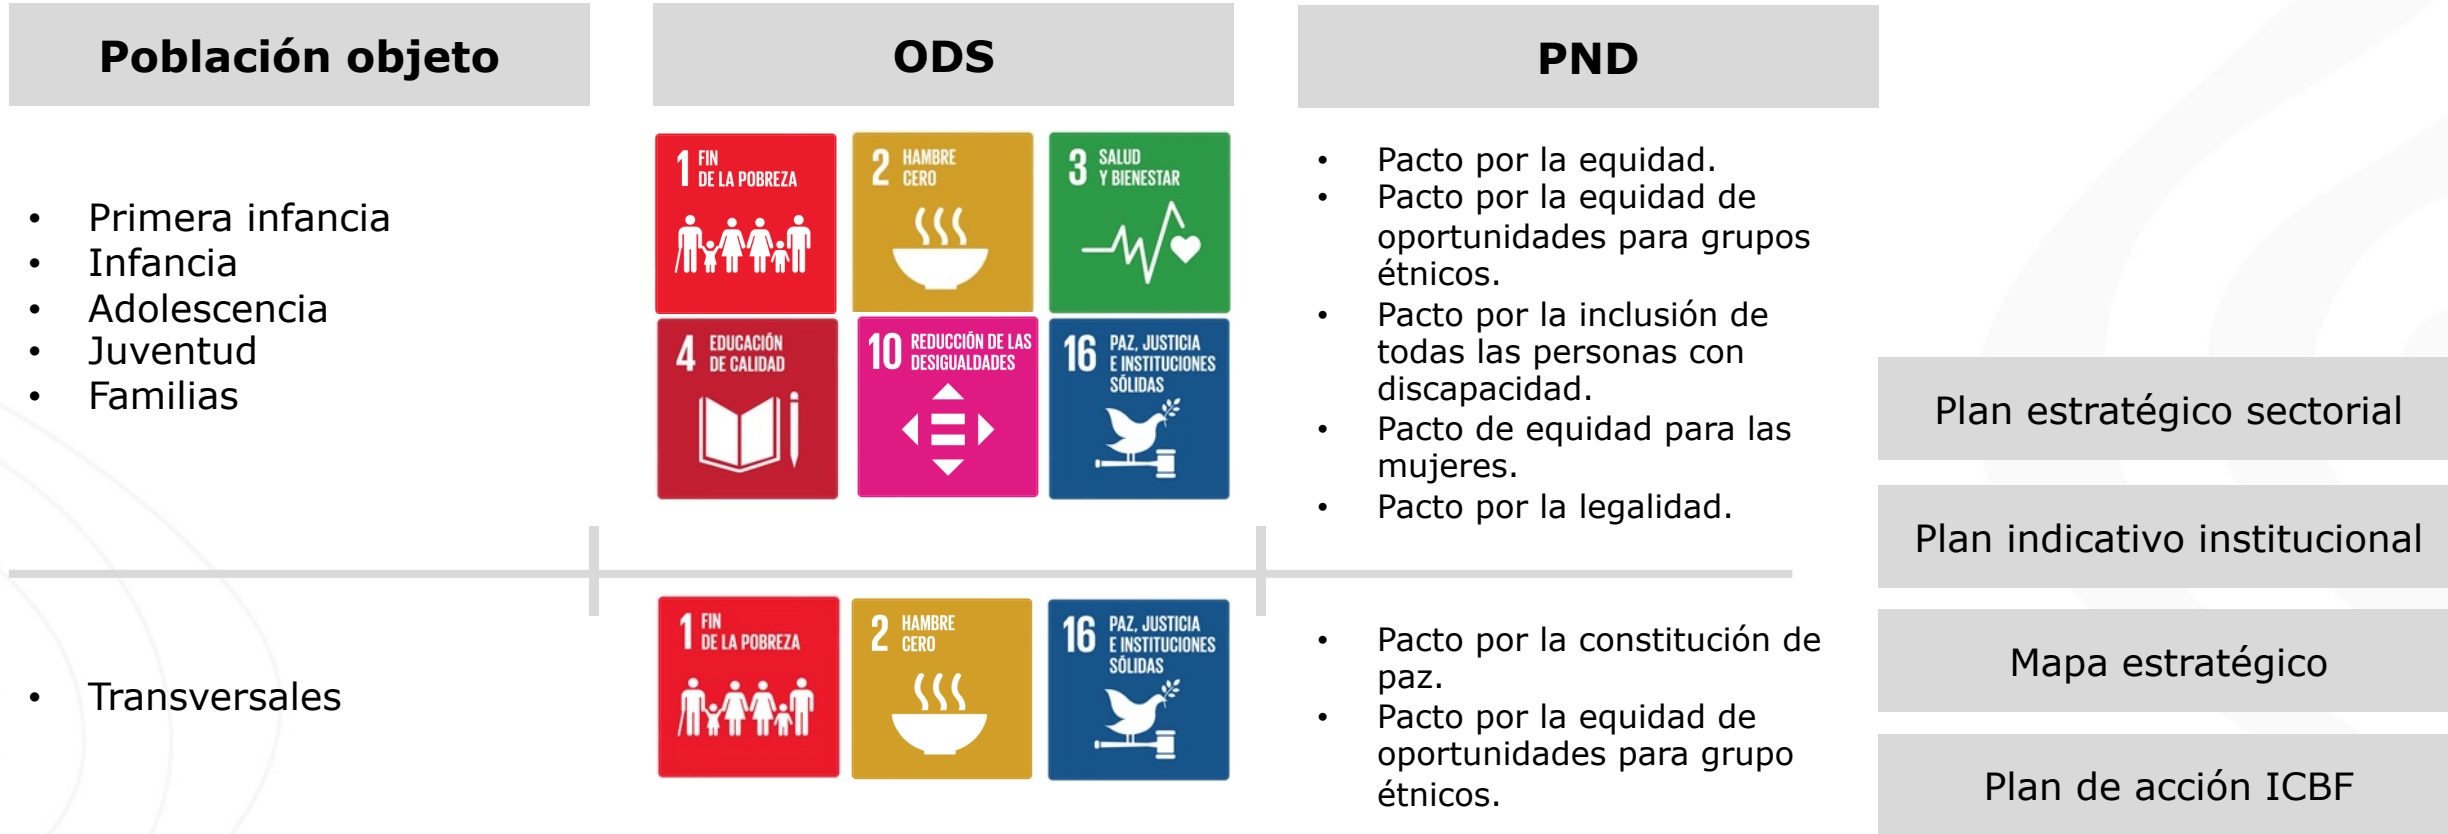 Población objeto
ODS
PND
• Primera infancia
• Infancia
• Adolescencia
• Juventud
• Familias
1 FIN
DE LA POBREZA
2 HAMBRE
CERO
3 SALUD
Y BIENESTAR
4 EDUCACIÓN
DE CALIDAD
10 REDUCCIÓN DE LAS
DESIGUALDADES
16 PAZ, JUSTICIA
E INSTITUCIONES
SÓLIDAS
• Pacto por la equidad.
• Pacto por la equidad de
oportunidades para grupos
étnicos.
• Pacto por la inclusión de
todas las personas con
discapacidad.
• Pacto de equidad para las
mujeres.
• Pacto por la legalidad.
• Transversales
1 FIN
DE LA POBREZA
2 HAMBRE
CERO
16 PAZ, JUSTICIA
E INSTITUCIONES
SÓLIDAS
• Pacto por la constitución de
paz.
• Pacto por la equidad de
oportunidades para grupo
étnicos.
Plan estratégico sectorial
Plan indicativo institucional
Mapa estratégico
Plan de acción ICBF